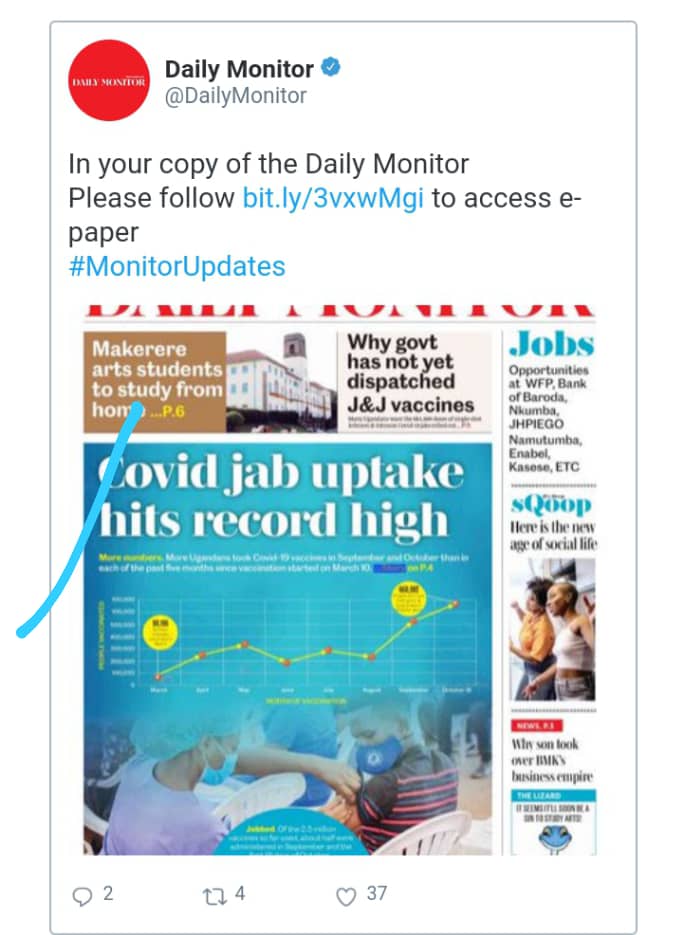 DAILY MONITOR
Daily Monitor
@DailyMonitor
In your copy of the Daily Monitor
Please follow bit.ly/3vxwMgi to access e-
paper
#MonitorUpdates
DAILY MONITOR
Makerere
arts students
to study from
home ...P.6
Why govt
has not yet
dispatched
J&J vaccines
Jobs
Opportunities
at WFP, Bank
of Baroda,
Nkumba,
JHPIEGO
Namutumba,
Enabel,
Kasese, ETC
Covid jab uptake
hits record high
More numbers. More Ugandans took Covid-19 vaccines in September and October than in
each of the past five months since vaccination started on March 10. on P.4
PEOPLE VACCINATED
March April May June July August September October
sQoop
Here is the new
age of social life
NEWS, P.3
Why son took
over BMK's
business empire
THE LIZARD
IT SEEMS IT'LL SOON BE A
SIN TO STUDY ARTS!
Jabbed. Of the 2.5 million
vaccines so far used, about half were
administered in September and the
2
4
37